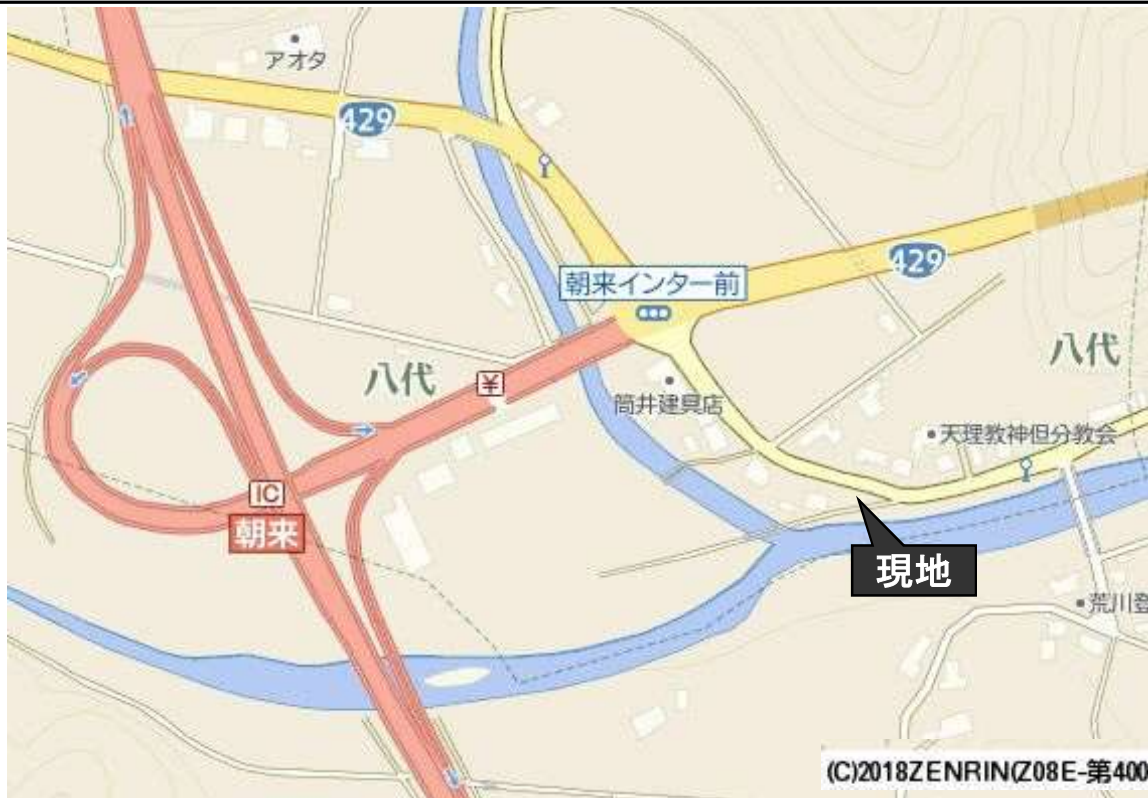 アオタ
429
429
朝来インター前
八代
八代
¥
筒井建具店
天理教神但分教会
IC
朝来
現地
荒川登
(C)2018ZENRIN(Z08E-第400